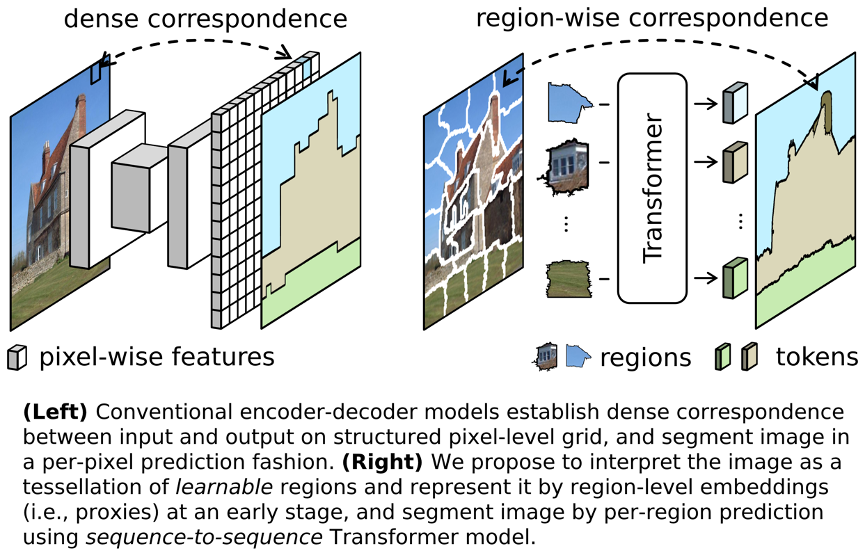 dense correspondence
region-wise correspondence
Transformer
pixel-wise features
regions
tokens
(Left) Conventional encoder-decoder models establish dense correspondence
between input and output on structured pixel-level grid, and segment image in
a per-pixel prediction fashion. (Right) We propose to interpret the image as a
tessellation of learnable regions and represent it by region-level embeddings
(i.e., proxies) at an early stage, and segment image by per-region prediction
using sequence-to-sequence Transformer model.